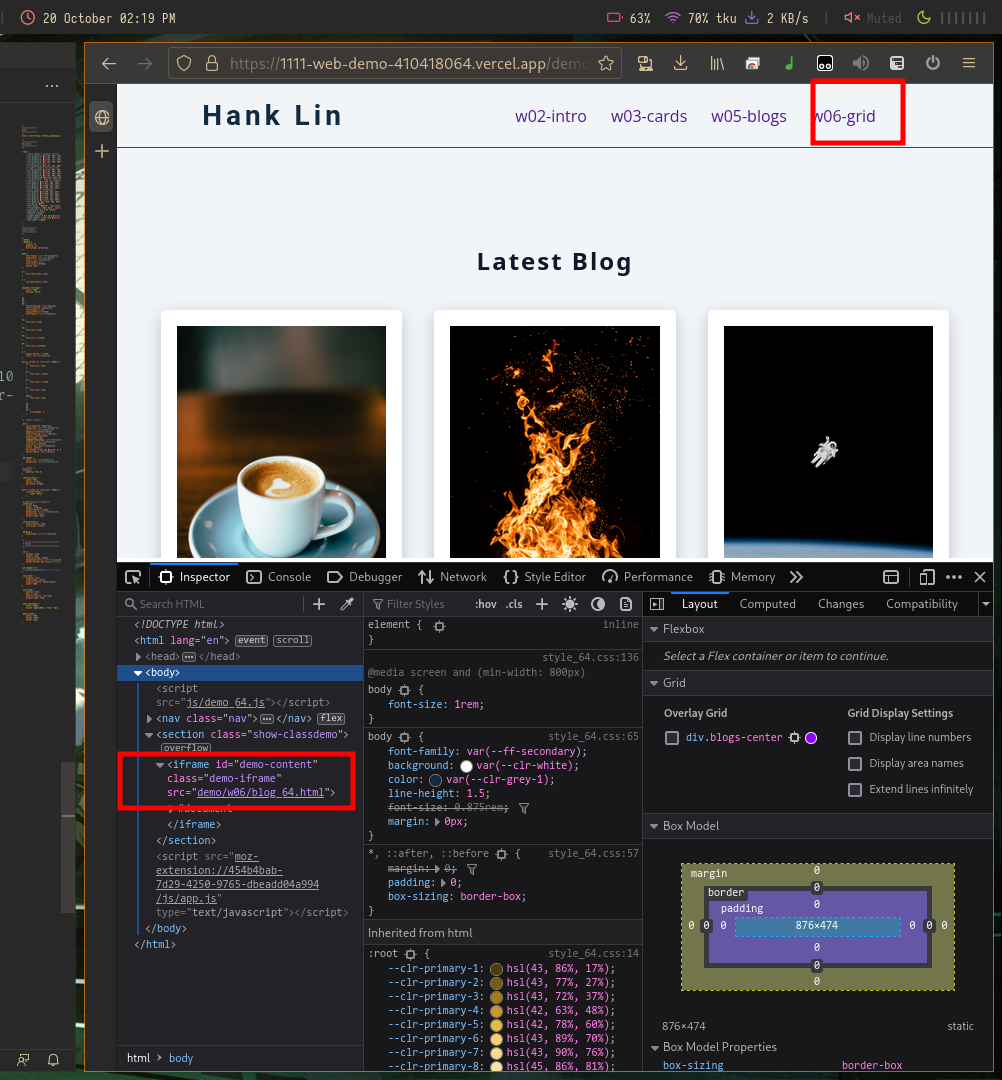 20 October 02:19 PM
63% 70% tku 2 KB/s Muted
https://1111-web-demo-410418064.vercel.app/demo
Hank Lin
w02-intro w03-cards w05-blogs w06-grid
Latest Blog
Inspector Console Debugger Network Style Editor Performance Memory
Search HTML
<!DOCTYPE html>
<html lang="en"> event scroll
<head> </head>
<body>
<script
src="js/demo_64.js"></script>
<nav class="nav"> </nav> flex
<section class="show-classdemo">
overflow
<iframe id="demo-content"
class="demo-iframe"
src="demo/w06/blog_64.html">
#document
</iframe>
</section>
<script src="moz-
extension://454b4bab-
7d29-4250-9765-dbeadd04a994
/js/app.js"
type="text/javascript"></script>
</body>
</html>
html > body
Filter Styles :hov .cls
element { inline
}
style_64.css:136
@media screen and (min-width: 800px)
body {
font-size: 1rem;
}
body { style_64.css:65
font-family: var(--ff-secondary);
background: var(--clr-white);
color: var(--clr-grey-1);
line-height: 1.5;
font-size: 0.875rem;
margin: 0px;
}
*, ::after, ::before { style_64.css:57
margin: 0;
padding: 0;
box-sizing: border-box;
}
Inherited from html
:root { style_64.css:14
--clr-primary-1: hsl(43, 86%, 17%);
--clr-primary-2: hsl(43, 77%, 27%);
--clr-primary-3: hsl(43, 72%, 37%);
--clr-primary-4: hsl(42, 63%, 48%);
--clr-primary-5: hsl(42, 78%, 60%);
--clr-primary-6: hsl(43, 89%, 70%);
--clr-primary-7: hsl(43, 90%, 76%);
--clr-primary-8: hsl(45, 86%, 81%);
Layout Computed Changes Compatibility
Flexbox
Select a Flex container or item to continue.
Grid
Overlay Grid Grid Display Settings
div.blogs-center Display line numbers
Display area names
Extend lines infinitely
Box Model
margin 0
border 0
padding 0
0 0 0 876×474 0 0 0
0
0
0
876×474 static
Box Model Properties
box-sizing border-box